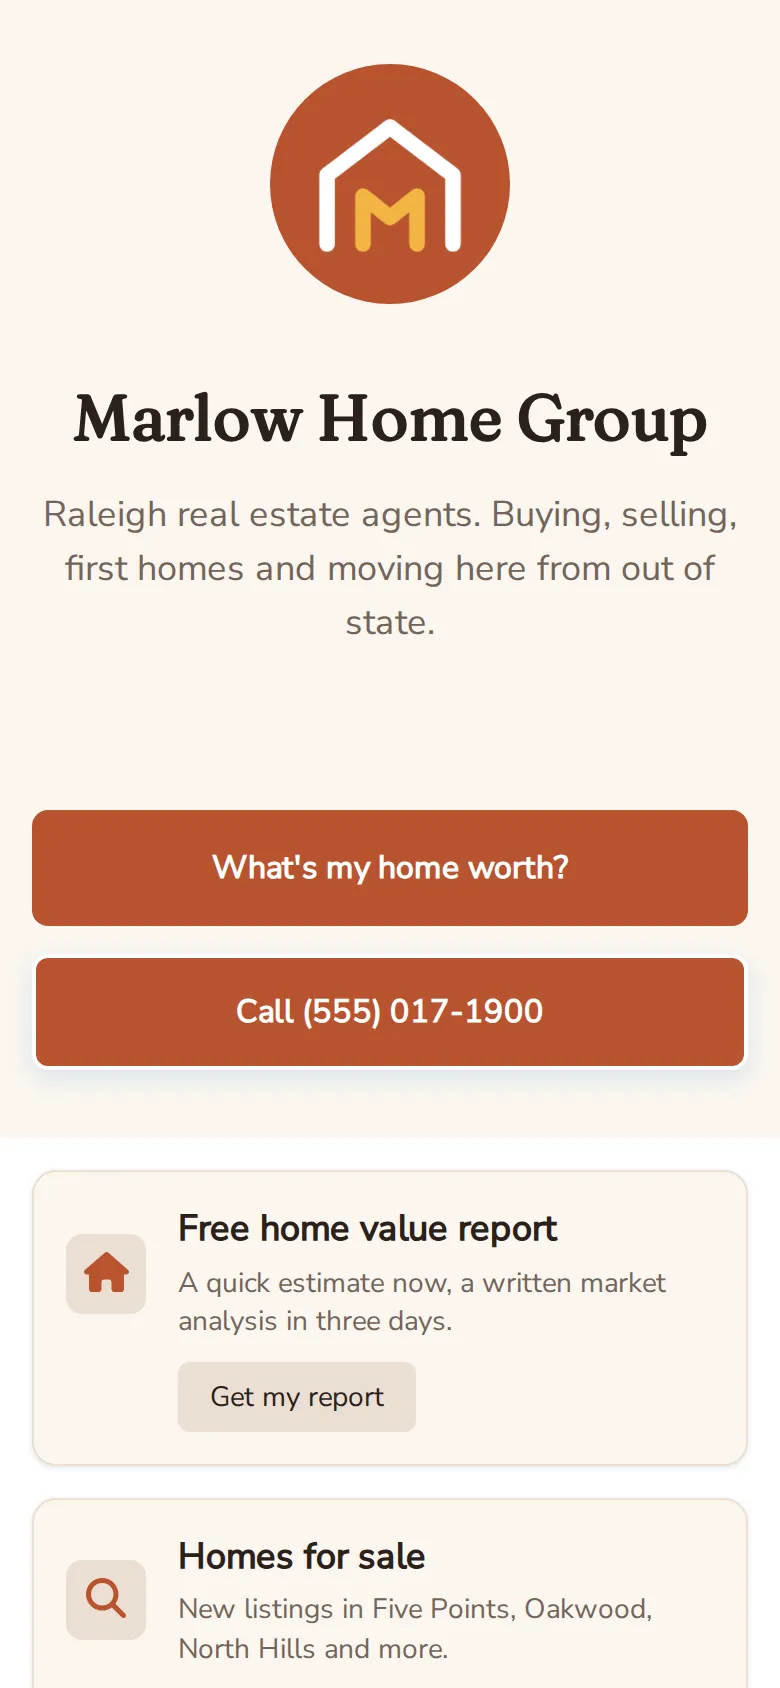 M
Marlow Home Group
Raleigh real estate agents. Buying, selling,
first homes and moving here from out of
state.
What's my home worth?
Call (555) 017-1900
Free home value report
A quick estimate now, a written market
analysis in three days.
Get my report
Homes for sale
New listings in Five Points, Oakwood,
North Hills and more.